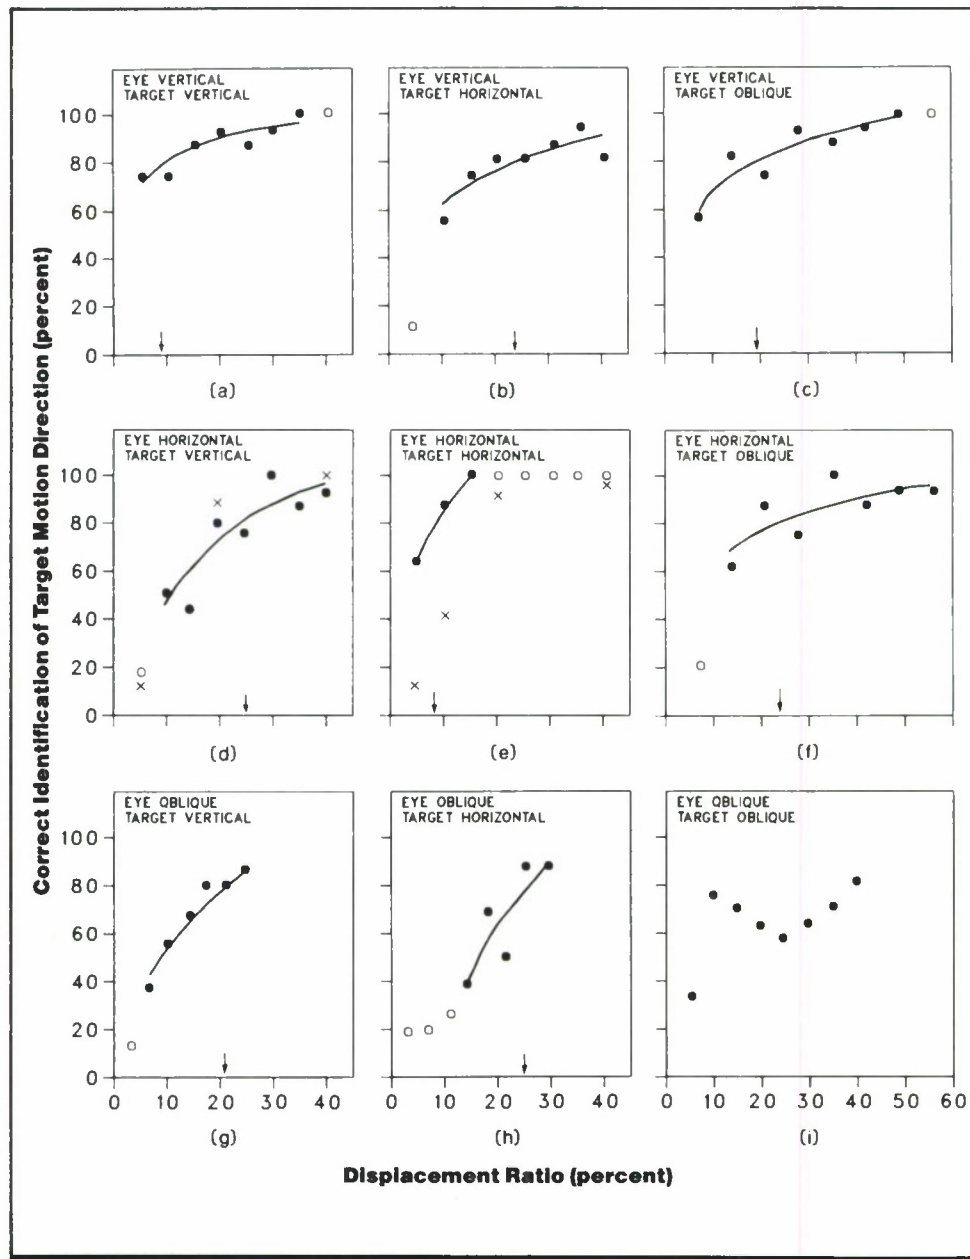 Correct Identification of Target Motion Direction (percent)
EYE VERTICAL
TARGET VERTICAL
100
80
60
40
20
0
(a)
EYE VERTICAL
TARGET HORIZONTAL
(b)
EYE VERTICAL
TARGET OBLIQUE
(c)
EYE HORIZONTAL
TARGET VERTICAL
100
80
60
40
20
0
(d)
EYE HORIZONTAL
TARGET HORIZONTAL
(e)
EYE HORIZONTAL
TARGET OBLIQUE
(f)
EYE OBLIQUE
TARGET VERTICAL
100
80
60
40
20
0
0 10 20 30 40
(g)
EYE OBLIQUE
TARGET HORIZONTAL
0 10 20 30 40
(h)
EYE OBLIQUE
TARGET OBLIQUE
0 10 20 30 40 50 60
(i)
Displacement Ratio (percent)